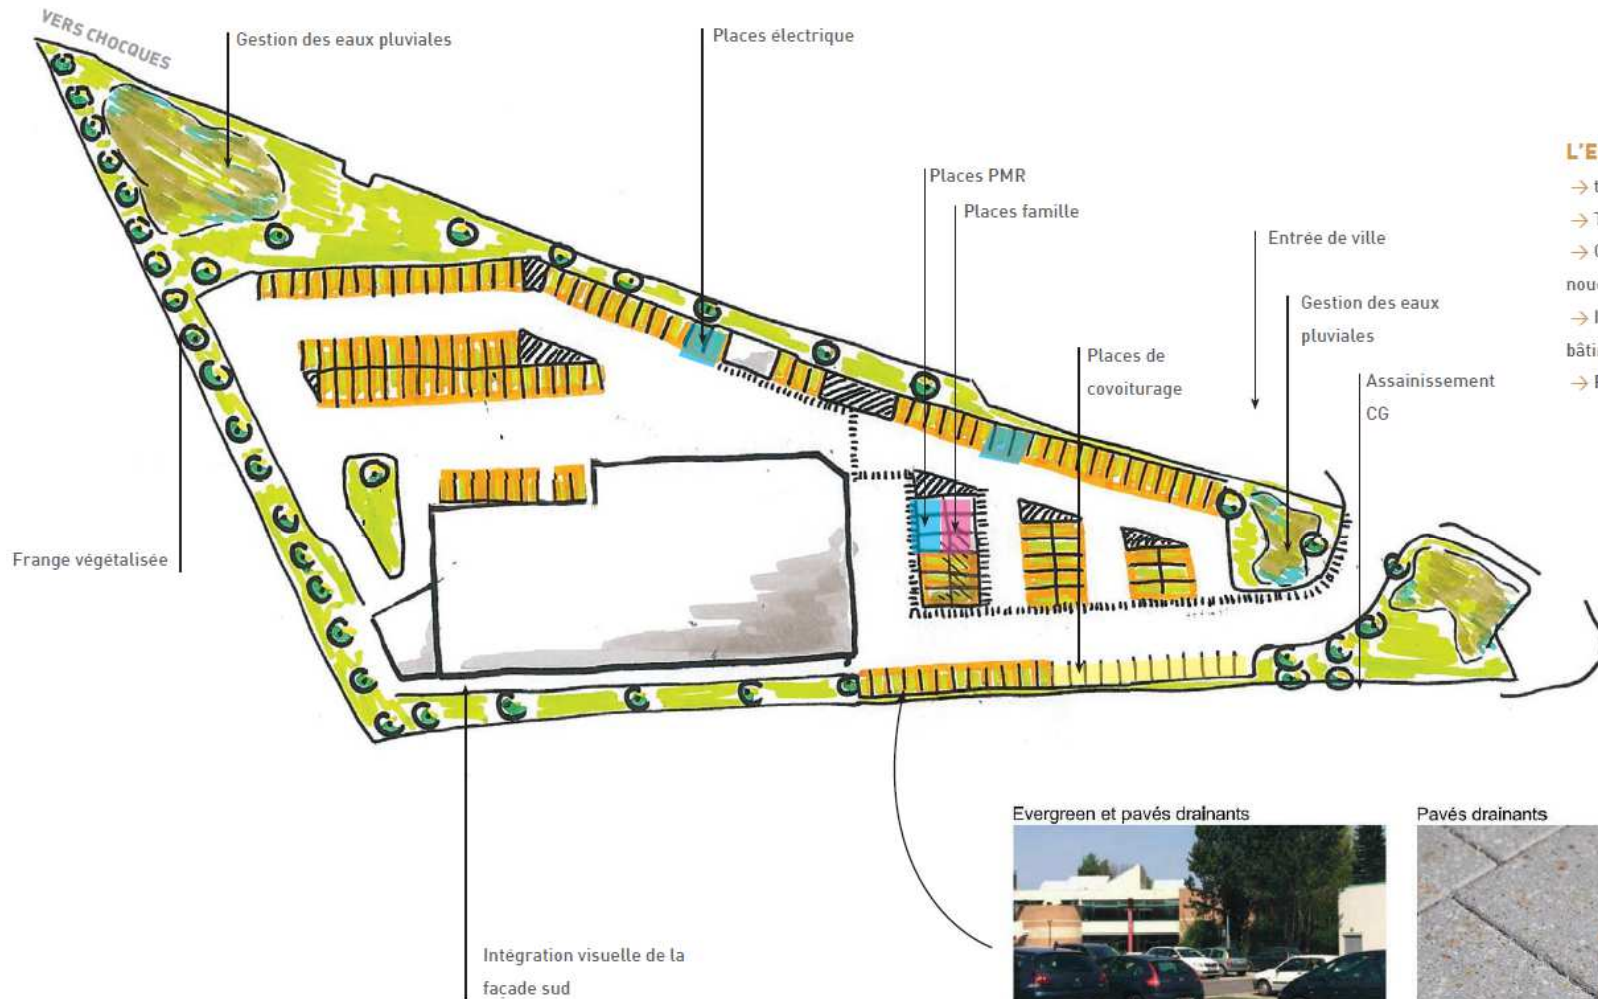 VERS CHOCQUES
Gestion des eaux pluviales
Places électrique
Places PMR
Places famille
Entrée de ville
Gestion des eaux
pluviales
Places de
covoiturage
Assainissement
CG
Frange végétalisée
Intégration visuelle de la
façade sud
Evergreen et pavés drainants
Pavés drainants
L'E
→
→
→
→
→